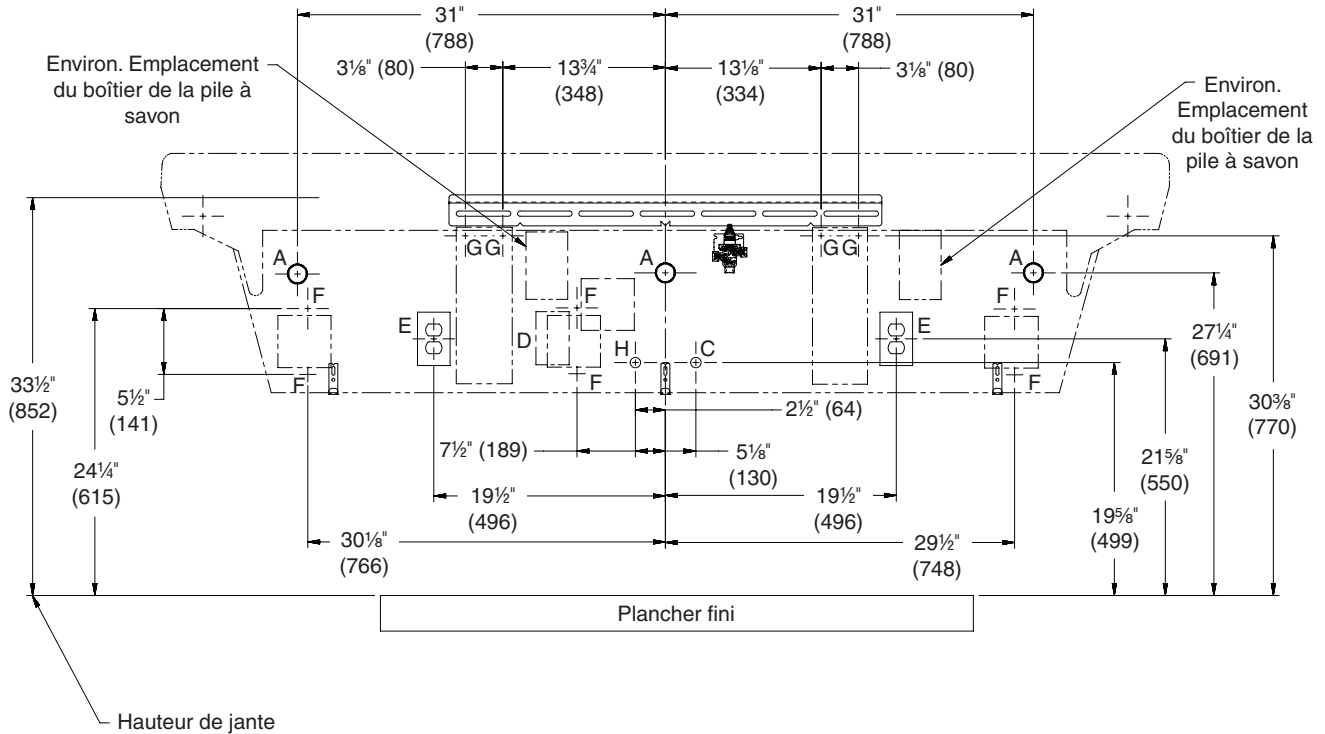 31"
(788)
31"
(788)
Environ. Emplacement
du boîtier de la pile à
savon
3⅛" (80)
13¾"
(348)
13⅛"
(334)
3⅛" (80)
Environ.
Emplacement
du boîtier de la
pile à savon
G G
G G
A
A
A
F
F
F
E
D
H
C
E
F
F
F
33½"
(852)
5½"
(141)
24¼"
(615)
27¼"
(691)
30⅜"
(770)
21⅝"
(550)
19⅝"
(499)
2½" (64)
7½" (189)
5⅛"
(130)
19½"
(496)
19½"
(496)
30⅛"
(766)
29½"
(748)
Plancher fini
Hauteur de jante